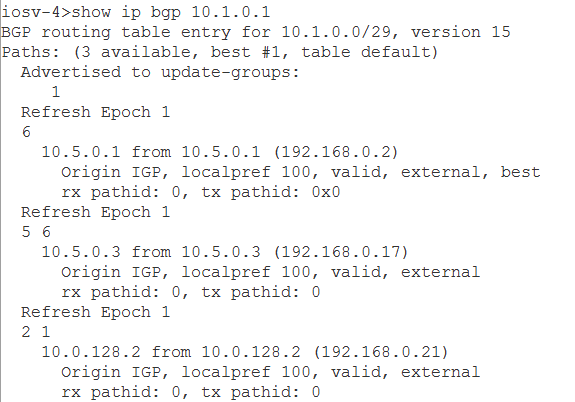 iosv-4>show ip bgp 10.1.0.1
BGP routing table entry for 10.1.0.0/29, version 15
Paths: (3 available, best #1, table default)
  Advertised to update-groups:
     1
  Refresh Epoch 1
  6
    10.5.0.1 from 10.5.0.1 (192.168.0.2)
      Origin IGP, localpref 100, valid, external, best
      rx pathid: 0, tx pathid: 0x0
  Refresh Epoch 1
  5 6
    10.5.0.3 from 10.5.0.3 (192.168.0.17)
      Origin IGP, localpref 100, valid, external
      rx pathid: 0, tx pathid: 0
  Refresh Epoch 1
  2 1
    10.0.128.2 from 10.0.128.2 (192.168.0.21)
      Origin IGP, localpref 100, valid, external
      rx pathid: 0, tx pathid: 0